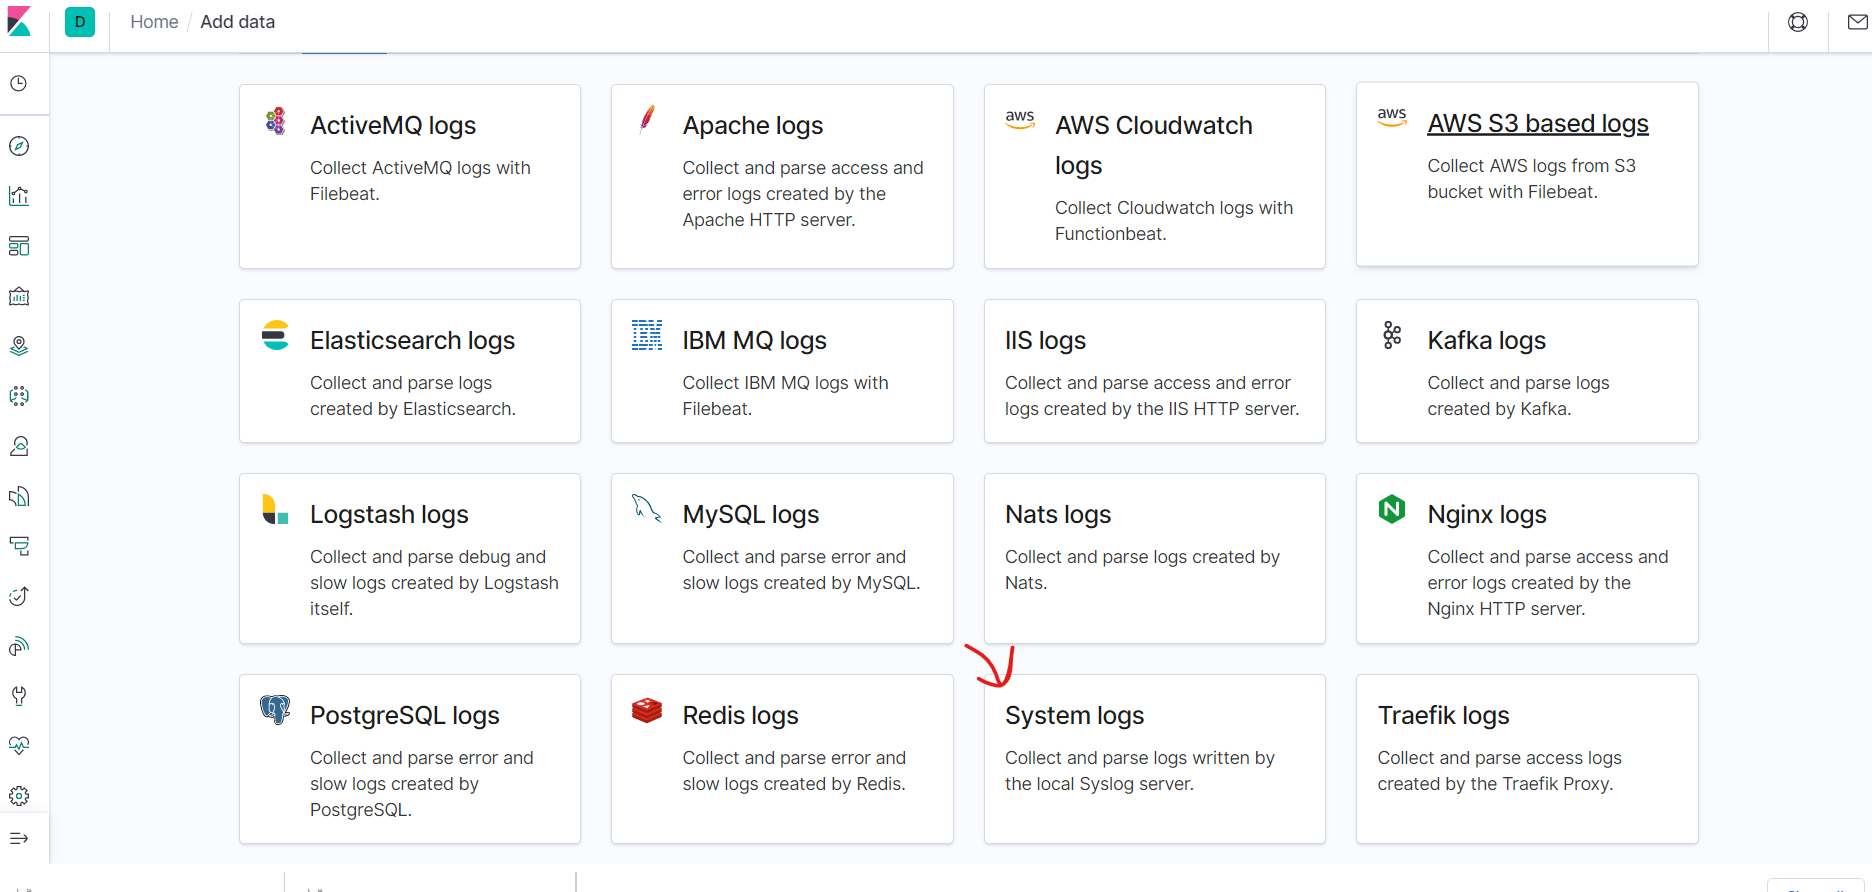 D Home / Add data
ActiveMQ logs
Collect ActiveMQ logs with
Filebeat.
Apache logs
Collect and parse access and
error logs created by the
Apache HTTP server.
aws
AWS Cloudwatch
logs
Collect Cloudwatch logs with
Functionbeat.
aws
AWS S3 based logs
Collect AWS logs from S3
bucket with Filebeat.
Elasticsearch logs
Collect and parse logs
created by Elasticsearch.
IBM
IBM MQ logs
Collect IBM MQ logs with
Filebeat.
IIS logs
Collect and parse access and error
logs created by the IIS HTTP server.
Kafka logs
Collect and parse logs
created by Kafka.
Logstash logs
Collect and parse debug and
slow logs created by Logstash
itself.
MySQL logs
Collect and parse error and
slow logs created by MySQL.
Nats logs
Collect and parse logs created by
Nats.
N
Nginx logs
Collect and parse access and
error logs created by the
Nginx HTTP server.
PostgreSQL logs
Collect and parse error and
slow logs created by
PostgreSQL.
Redis logs
Collect and parse error and
slow logs created by Redis.
System logs
Collect and parse logs written by
the local Syslog server.
Traefik logs
Collect and parse access logs
created by the Traefik Proxy.